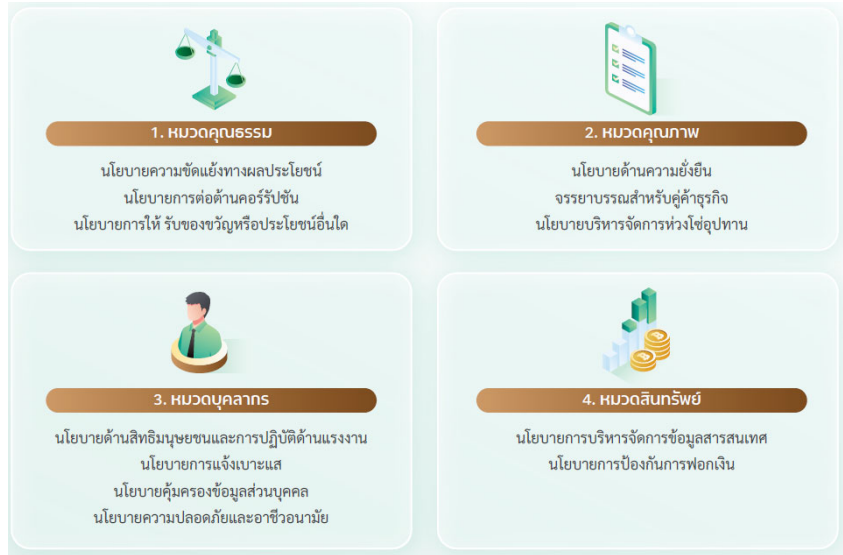 1. หมวดคุณธรรม
นโยบายความขัดแย้งทางผลประโยชน์
นโยบายการต่อต้านคอร์รัปชัน
นโยบายการให้ รับของขวัญหรือประโยชน์อื่นใด
2. หมวดคุณภาพ
นโยบายด้านความยั่งยืน
จรรยาบรรณสำหรับคู่ค้าธุรกิจ
นโยบายบริหารจัดการห่วงโซ่อุปทาน
3. หมวดบุคลากร
นโยบายด้านสิทธิมนุษยชนและการปฏิบัติด้านแรงงาน
นโยบายการแจ้งเบาะแส
นโยบายคุ้มครองข้อมูลส่วนบุคคล
นโยบายความปลอดภัยและอาชีวอนามัย
4. หมวดสินทรัพย์
นโยบายการบริหารจัดการข้อมูลสารสนเทศ
นโยบายการป้องกันการฟอกเงิน